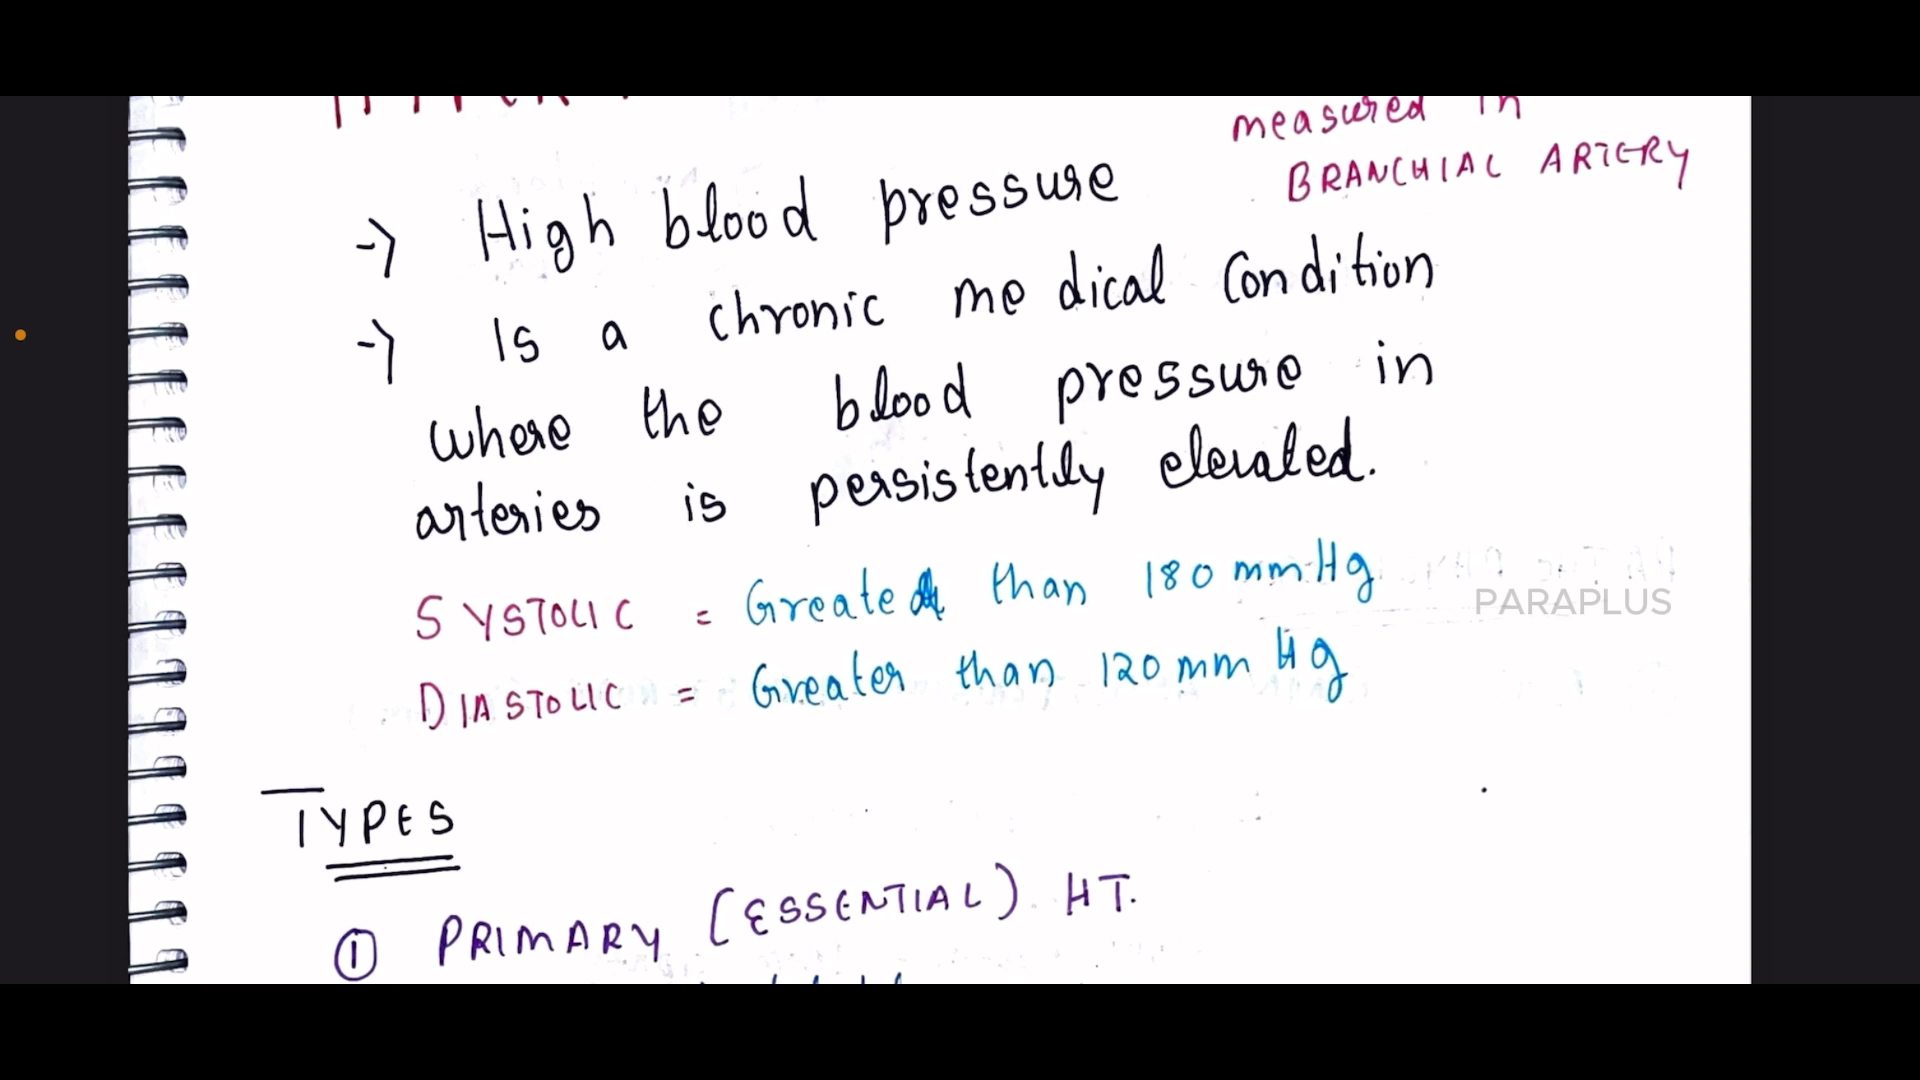 measured in
BRANCHIAL ARTERY
→ High blood pressure
→ Is a chronic medical condition
where the blood pressure in
arteries is persistently elevated.
SYSTOLIC = Greater than 180 mmHg
PARAPLUS
DIASTOLIC = Greater than 120 mm Hg
TYPES
① PRIMARY (ESSENTIAL) HT.